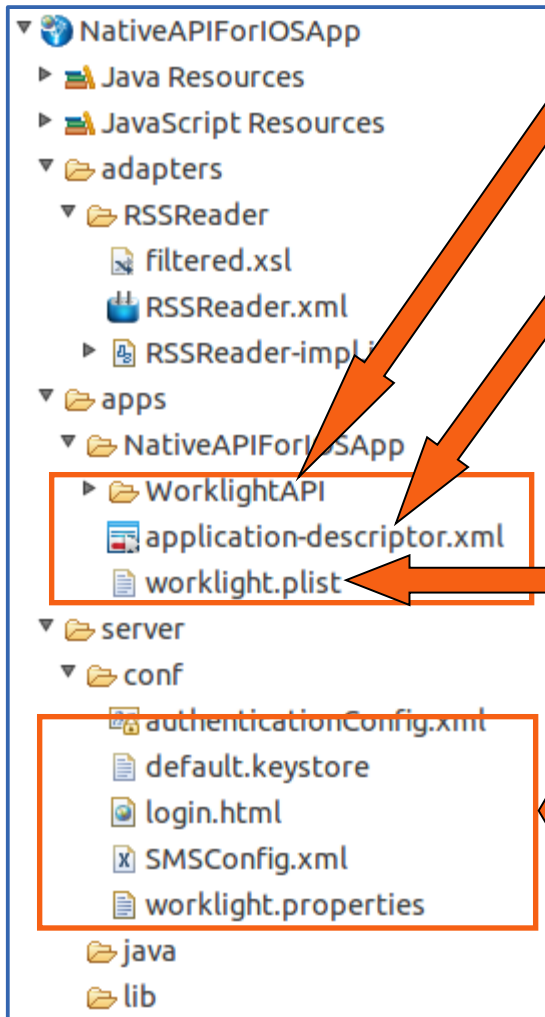 NativeAPIForIOSApp
Java Resources
JavaScript Resources
adapters
RSSReader
filtered.xsl
RSSReader.xml
RSSReader-impl.j
apps
NativeAPIForIOSApp
WorklightAPI
application-descriptor.xml
worklight.plist
server
conf
authenticationConfig.xml
default.keystore
login.html
SMSConfig.xml
worklight.properties
java
lib